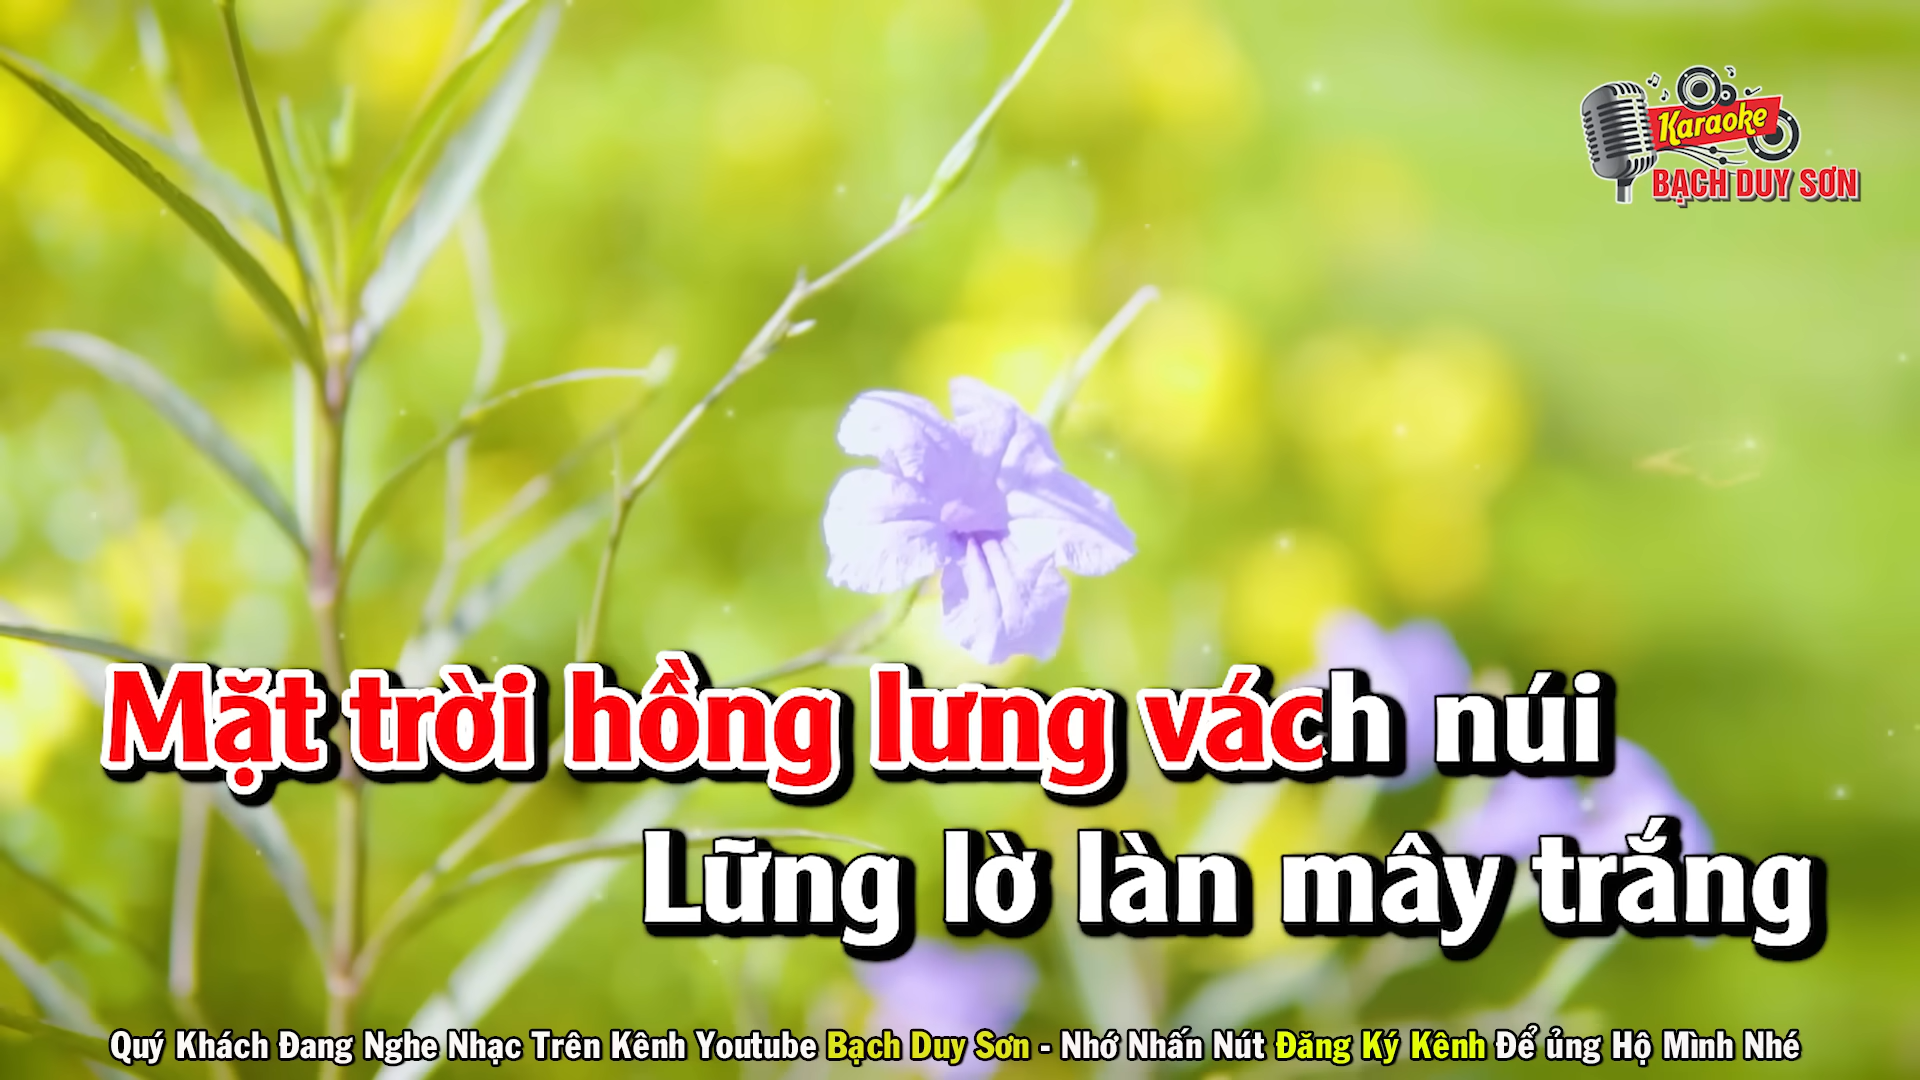 Karaoke
BẠCH DUY SƠN
Mặt trời hồng lưng vách núi
Lững lờ làn mây trắng
Quý Khách Đang Nghe Nhạc Trên Kênh Youtube Bạch Duy Sơn - Nhớ Nhấn Nút Đăng Ký Kênh Để ủng Hộ Mình Nhé